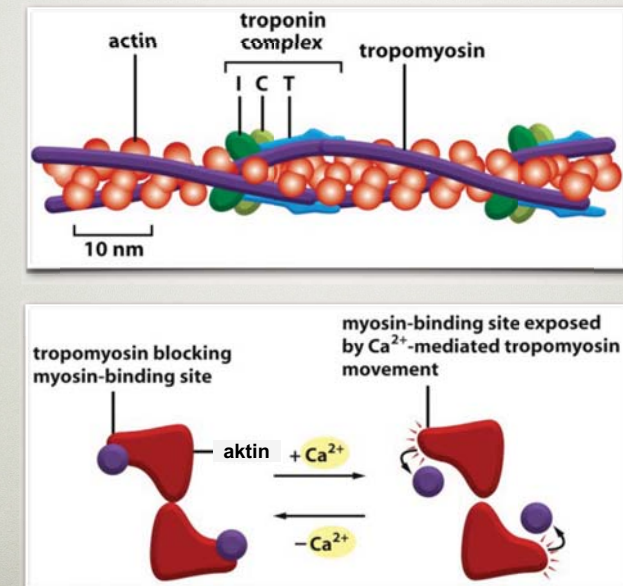 troponin
complex
actin
tropomyosin
I C T
10 nm
tropomyosin blocking
myosin-binding site
myosin-binding site exposed
by Ca²⁺-mediated tropomyosin
movement
aktin
+ Ca²⁺
– Ca²⁺